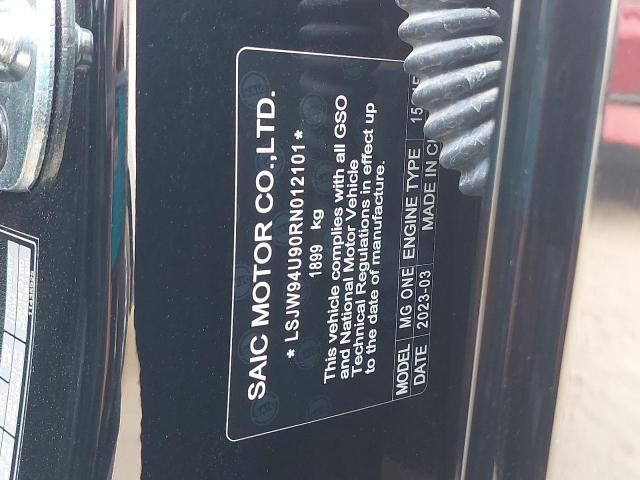 SAIC MOTOR CO.,LTD.
* LSJW94U90RN012101 *
1899 kg
This vehicle complies with all GSO
and National Motor Vehicle
Technical Regulations in effect up
to the date of manufacture.
MODEL MG ONE ENGINE TYPE
DATE 2023-03 MADE IN